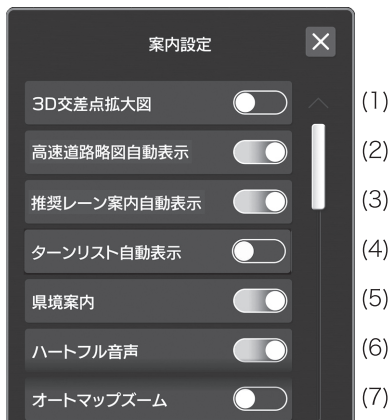 案内設定
3D交差点拡大図 (1)
高速道路略図自動表示 (2)
推奨レーン案内自動表示 (3)
ターンリスト自動表示 (4)
県境案内 (5)
ハートフル音声 (6)
オートマップズーム (7)